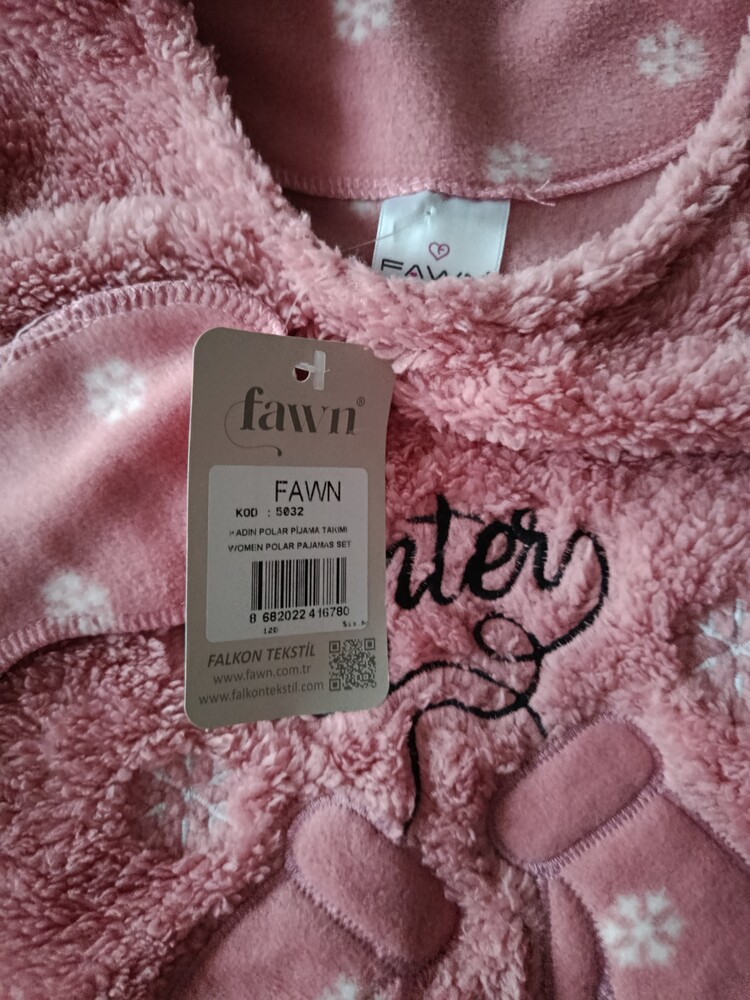 FAWN
fawn®
FAWN
KOD : 5032
KADIN POLAR PİJAMA TAKIMI
WOMEN POLAR PAJAMAS SET
8 682022 416780
FALKON TEKSTİL
www.fawn.com.tr
www.falkontekstil.com
nter